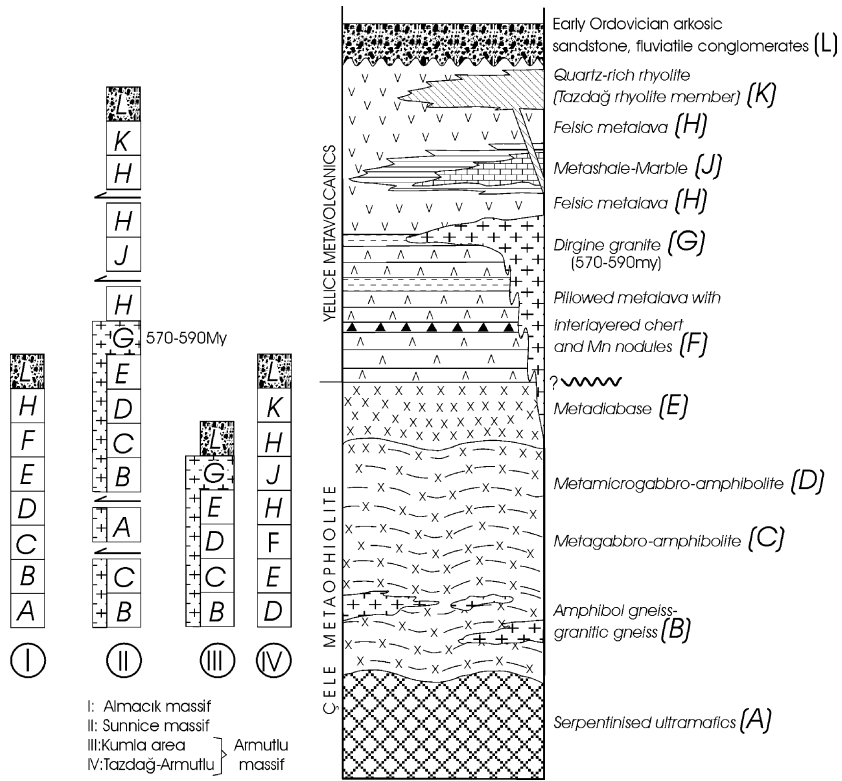 Early Ordovician arkosic
sandstone, fluviatile conglomerates (L)
Quartz-rich rhyolite
(Tazdağ rhyolite member) (K)
Felsic metalava (H)
Metashale-Marble (J)
Felsic metalava (H)
Dirgine granite (G)
(570-590my)
Pillowed metalava with
interlayered chert
and Mn nodules (F)
?
Metadiabase (E)
Metamicrogabbro-amphibolite (D)
Metagabbro-amphibolite (C)
Amphibol gneiss-
granitic gneiss (B)
Serpentinised ultramafics (A)
YELLICE METAVOLCANICS
ÇELE METAOPHIOLITE
L
H
F
E
D
C
B
A
I
L
K
H
H
J
H
G 570-590My
E
D
C
B
A
C
B
II
L
G
E
D
C
B
III
L
K
H
J
H
F
E
D
IV
I: Almacık massif
II: Sunnice massif
III:Kumla area
IV:Tazdağ-Armutlu
Armutlu
massif